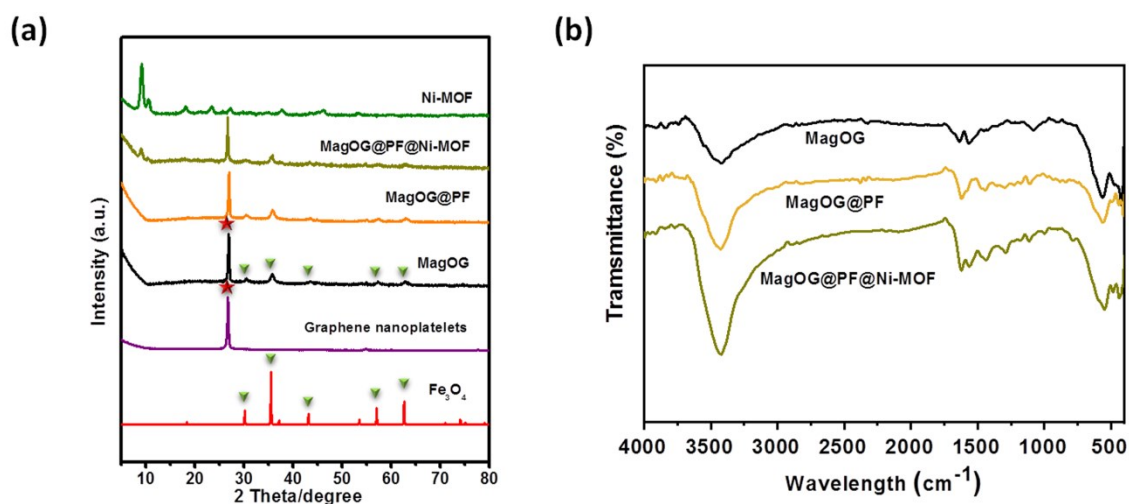 (a)
Intensity (a.u.)
Ni-MOF
MagOG@PF@Ni-MOF
MagOG@PF
MagOG
Graphene nanoplatelets
Fe3O4
10 20 30 40 50 60 70 80
2 Theta/degree
(b)
Tramsmittance (%)
MagOG
MagOG@PF
MagOG@PF@Ni-MOF
4000 3500 3000 2500 2000 1500 1000 500
Wavelength (cm-1)